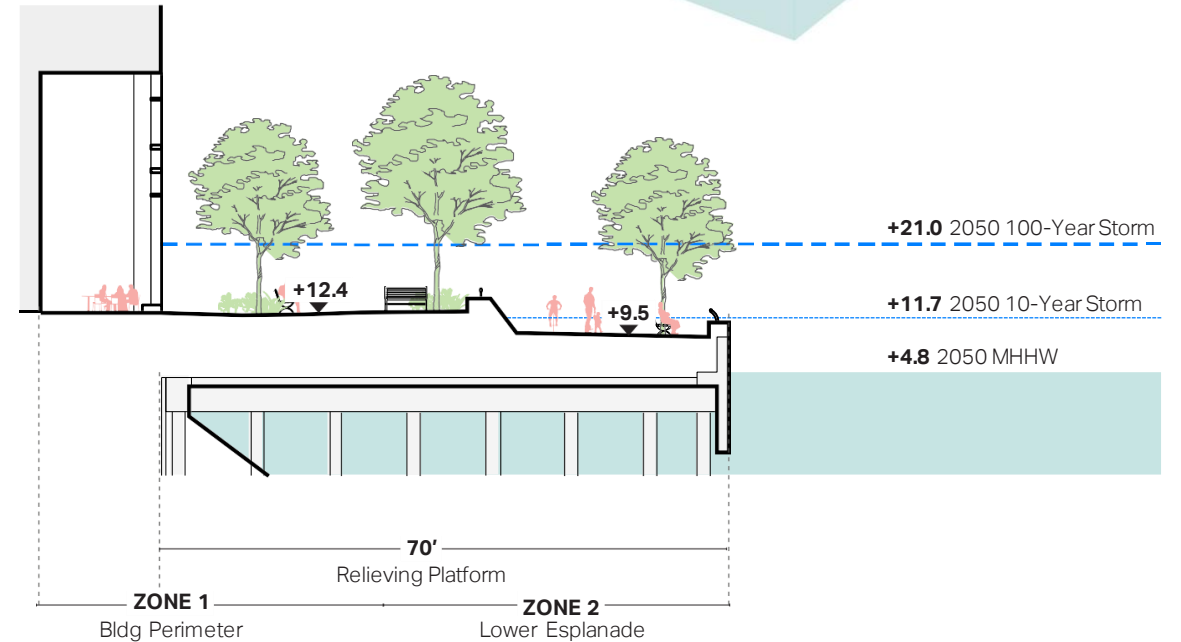 +21.0 2050 100-Year Storm
+12.4
+11.7 2050 10-Year Storm
+9.5
+4.8 2050 MHHW
70'
Relieving Platform
ZONE 1
Bldg Perimeter
ZONE 2
Lower Esplanade